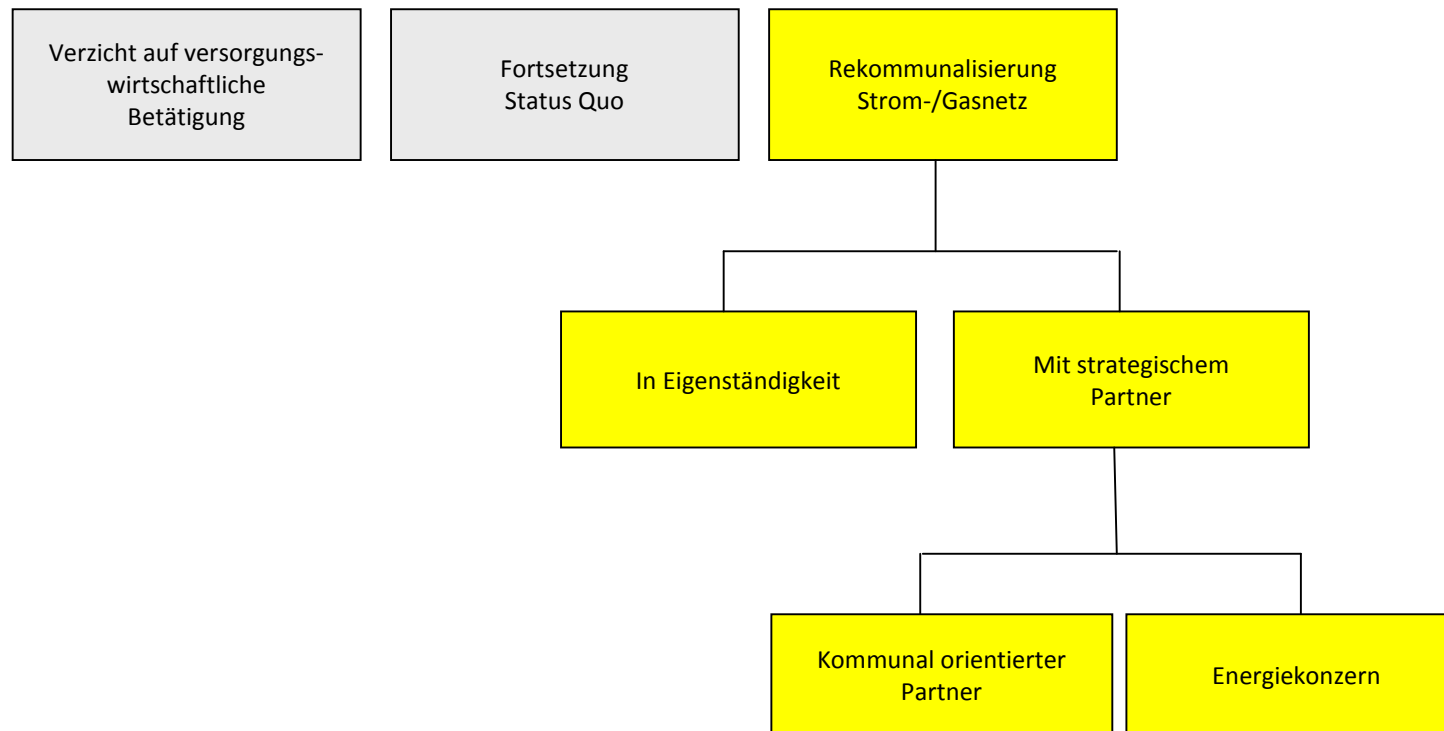 Verzicht auf versorgungs-
wirtschaftliche
Betätigung
Fortsetzung
Status Quo
Rekommunalisierung
Strom-/Gasnetz
In Eigenständigkeit
Mit strategischem
Partner
Kommunal orientierter
Partner
Energiekonzern